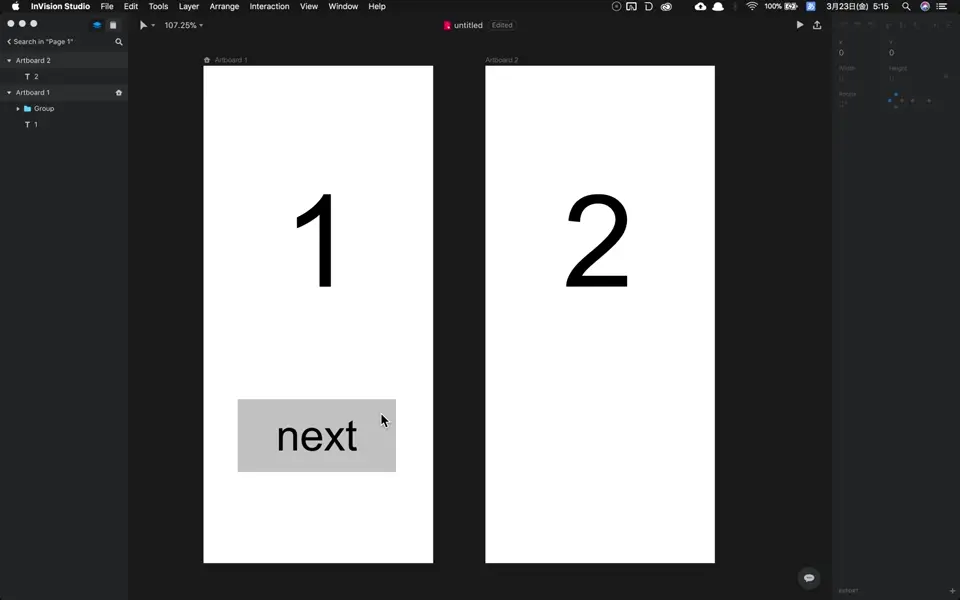 InVision Studio File Edit Tools Layer Arrange Interaction View Window Help 100% 3月23日(金) 5:15
Search in "Page 1"
107.25%
untitled Edited
Artboard 2
2
Artboard 1
Group
1
Artboard 1
Artboard 2
1
2
next
X
0
0
Width
Height
EXPORT